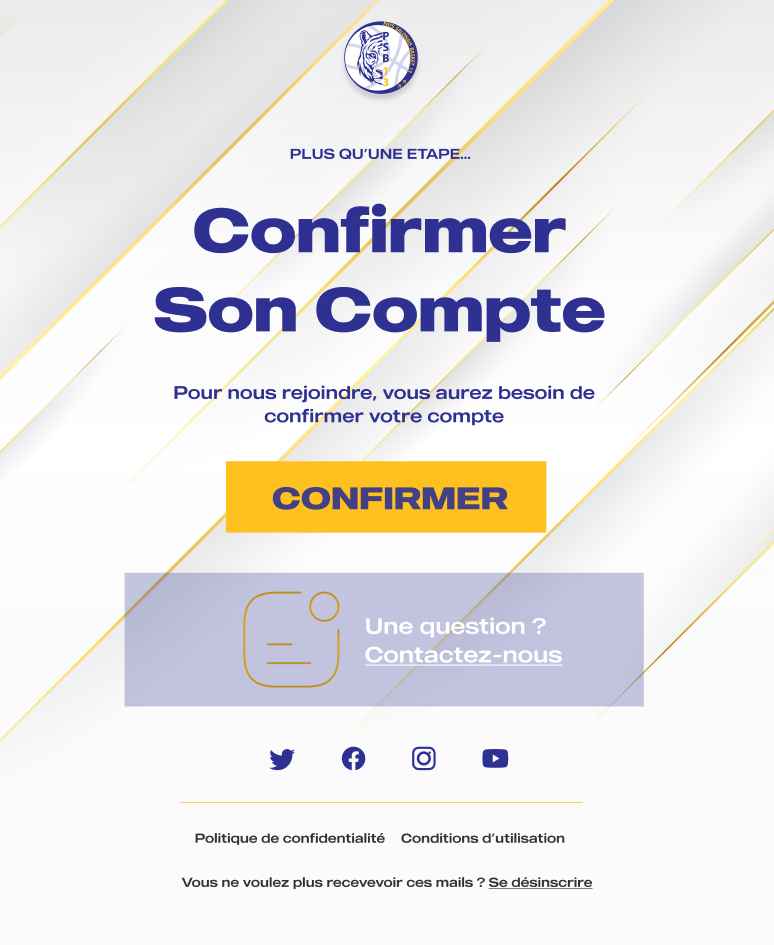 PSB
13
PLUS QU'UNE ETAPE...
Confirmer
Son Compte
Pour nous rejoindre, vous aurez besoin de
confirmer votre compte
CONFIRMER
Une question ?
Contactez-nous
Politique de confidentialité    Conditions d'utilisation
Vous ne voulez plus recevevoir ces mails ? Se désinscrire